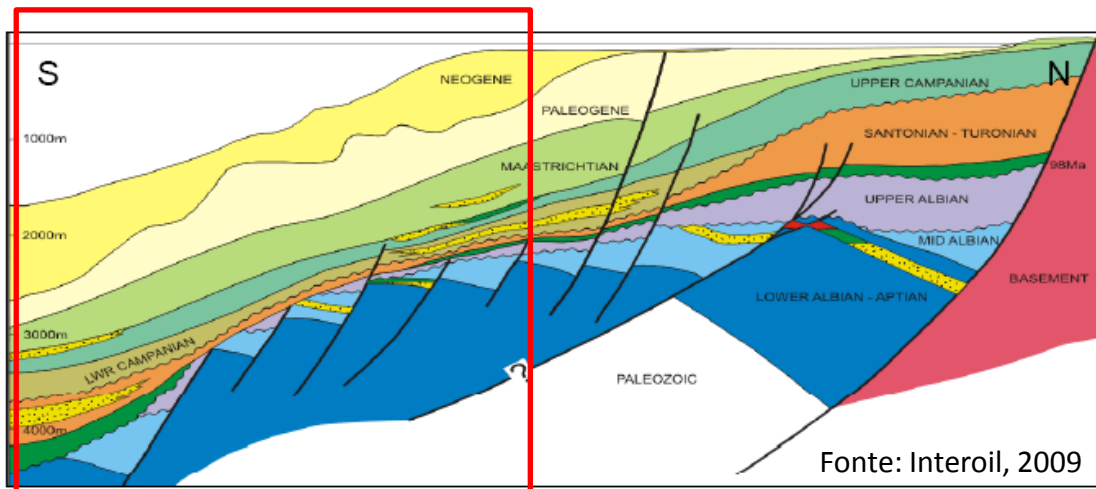 S
N
NEOGENE
UPPER CAMPANIAN
PALEOGENE
1000m
SANTONIAN - TURONIAN
MAASTRICHTIAN
98Ma
UPPER ALBIAN
2000m
MID ALBIAN
BASEMENT
LOWER ALBIAN - APTIAN
3000m
LWR CAMPANIAN
?
PALEOZOIC
4000m
Fonte: Interoil, 2009